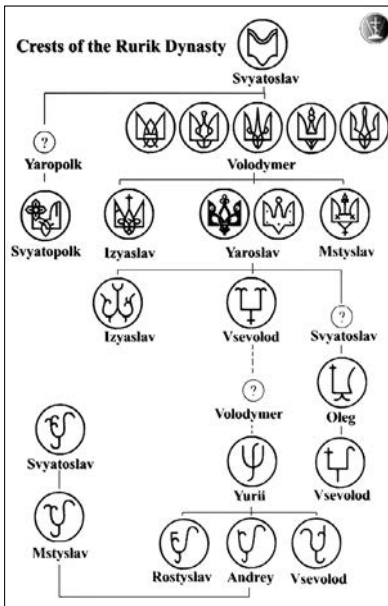 Crests of the Rurik Dynasty
Svyatoslav
?
Yaropolk
Volodymer
Svyatopolk
Izyaslav
Yaroslav
Mstyslav
Izyaslav
Vsevolod
?
Svyatoslav
?
Volodymer
Oleg
Svyatoslav
Yurii
Vsevolod
Mstyslav
Rostyslav
Andrey
Vsevolod